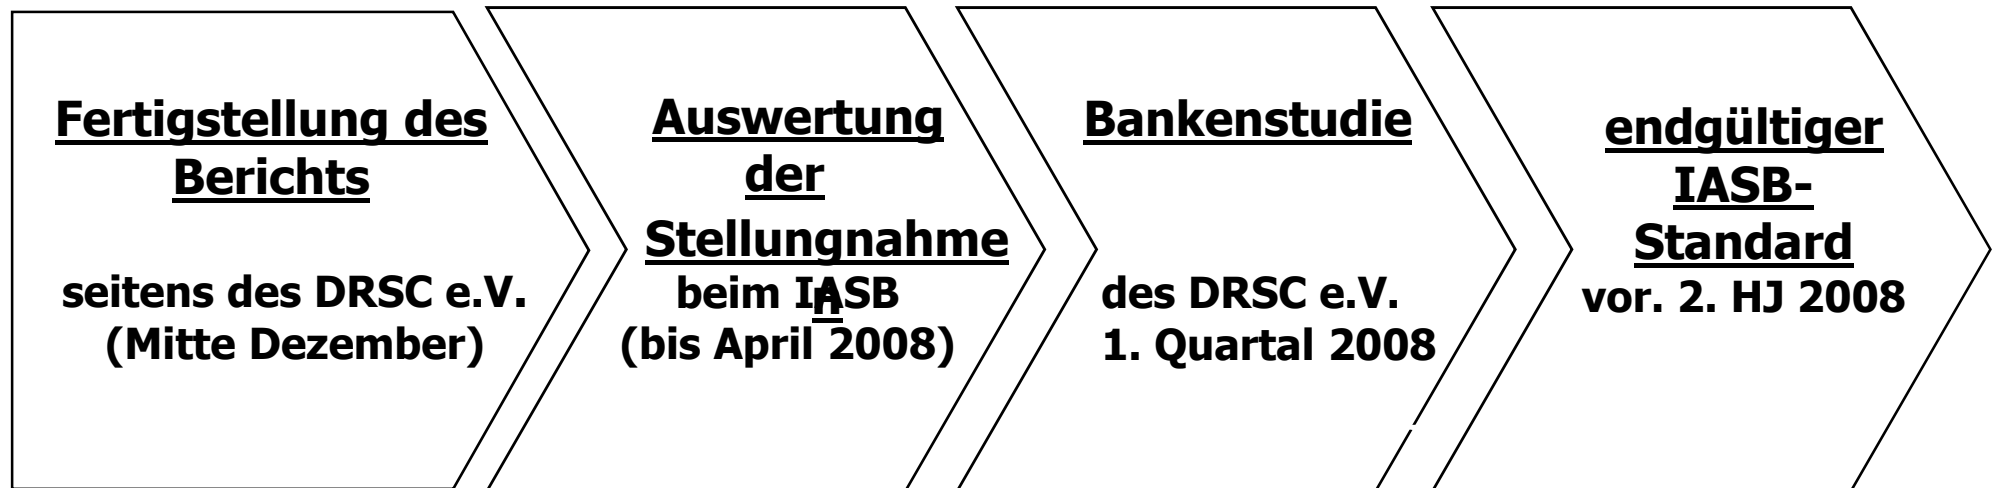 Fertigstellung des
Berichts
seitens des DRSC e.V.
(Mitte Dezember)
Auswertung
der
Stellungnahme
n
beim IASB
(bis April 2008)
Bankenstudie
des DRSC e.V.
1. Quartal 2008
endgültiger
IASB-
Standard
vor. 2. HJ 2008